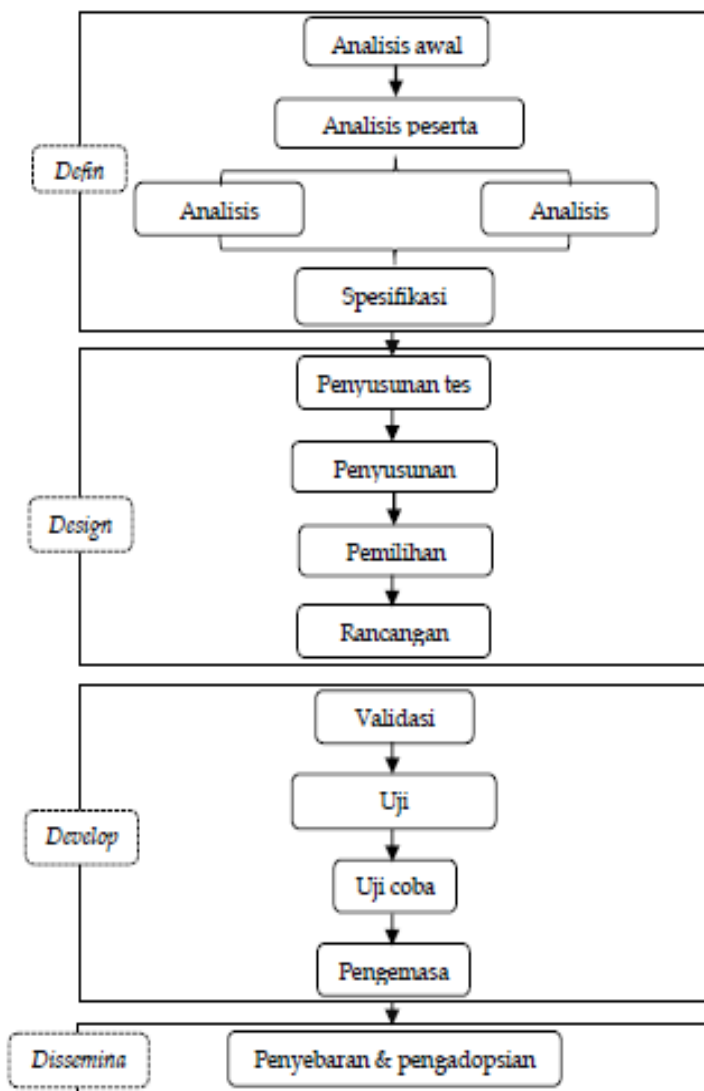 Analisis awal
Analisis peserta
Defin
Analisis
Analisis
Spesifikasi
Penyusunan tes
Penyusunan
Design
Pemilihan
Rancangan
Validasi
Uji
Develop
Uji coba
Pengemasa
Dissemina
Penyebaran & pengadopsian